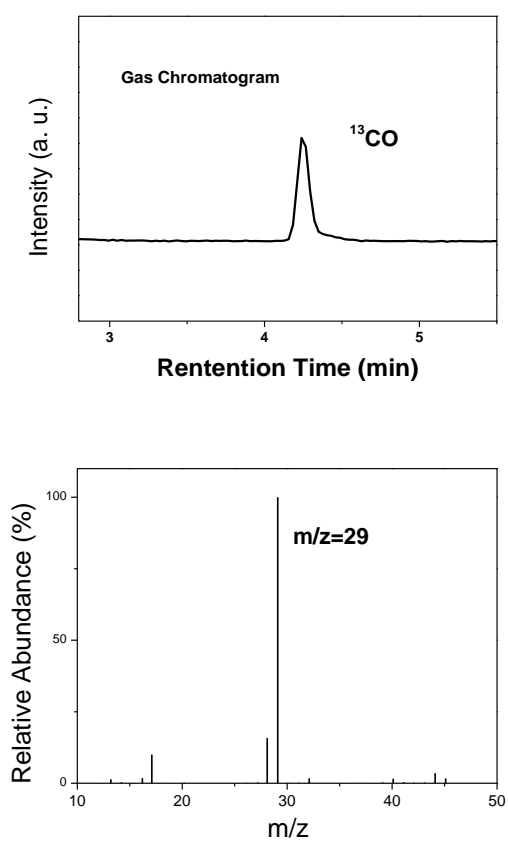 Gas Chromatogram
¹³CO
Intensity (a. u.)
3 4 5
Rentention Time (min)
100
m/z=29
50
Relative Abundance (%)
0
10 20 30 40 50
m/z